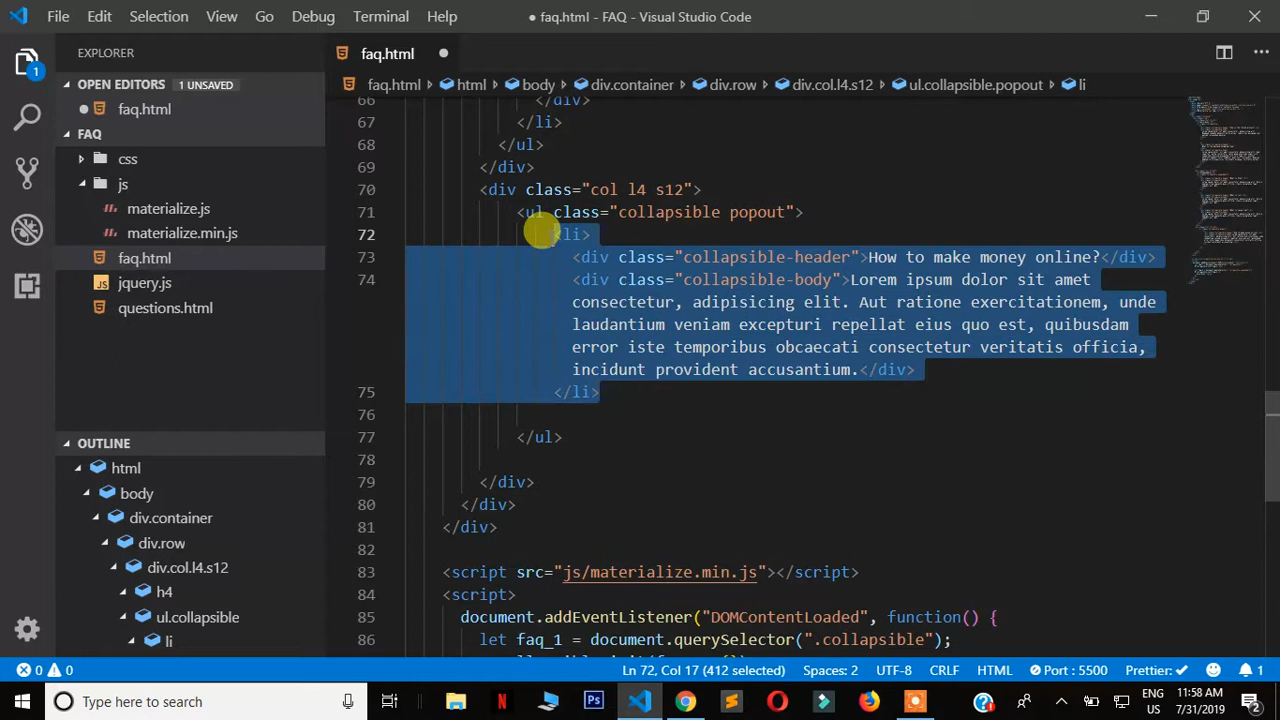 File Edit Selection View Go Debug Terminal Help
● faq.html - FAQ - Visual Studio Code
EXPLORER
OPEN EDITORS 1 UNSAVED
faq.html
FAQ
css
js
materialize.js
materialize.min.js
faq.html
jquery.js
questions.html
OUTLINE
html
body
div.container
div.row
div.col.l4.s12
h4
ul.collapsible
li
1
faq.html
faq.html > html > body > div.container > div.row > div.col.l4.s12 > ul.collapsible.popout > li
66 </div>
67 </li>
68 </ul>
69 </div>
70 <div class="col l4 s12">
71 <ul class="collapsible popout">
72 <li>
73 <div class="collapsible-header">How to make money online?</div>
74 <div class="collapsible-body">Lorem ipsum dolor sit amet
consectetur, adipisicing elit. Aut ratione exercitationem, unde
laudantium veniam excepturi repellat eius quo est, quibusdam
error iste temporibus obcaecati consectetur veritatis officia,
incidunt provident accusantium.</div>
75 </li>
76
77 </ul>
78
79 </div>
80 </div>
81 </div>
82
83 <script src="js/materialize.min.js"></script>
84 <script>
85 document.addEventListener("DOMContentLoaded", function() {
86 let faq_1 = document.querySelector(".collapsible");
0 0 Ln 72, Col 17 (412 selected) Spaces: 2 UTF-8 CRLF HTML Port : 5500 Prettier: ✓ 1
Type here to search
ENG
INTL
11:58 AM
7/31/2019